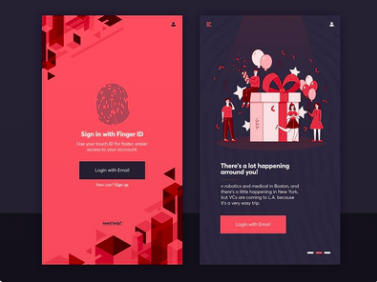 Sign in with Finger ID
Use your touch ID for faster, easier
access to your account
Login with Email
New user? Sign up
Need help?
There's a lot happening
arround you!
n robotics and medical in Boston, and
there's a little happening in New York,
but VCs are coming to L.A. because
it's a very easy trip.
Login with Email